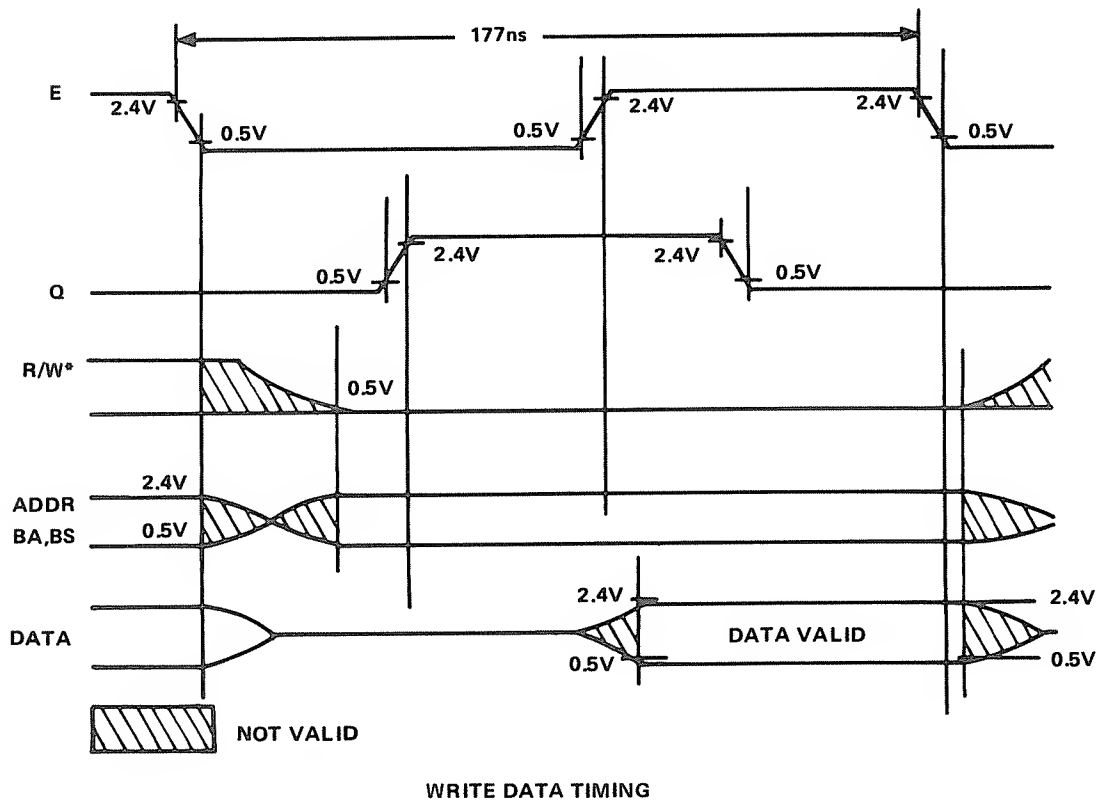 177ns
E
2.4V
0.5V
0.5V
2.4V
2.4V
0.5V
Q
0.5V
2.4V
2.4V
0.5V
R/W*
0.5V
ADDR
2.4V
BA,BS
0.5V
DATA
2.4V
0.5V
DATA VALID
2.4V
0.5V
NOT VALID
WRITE DATA TIMING